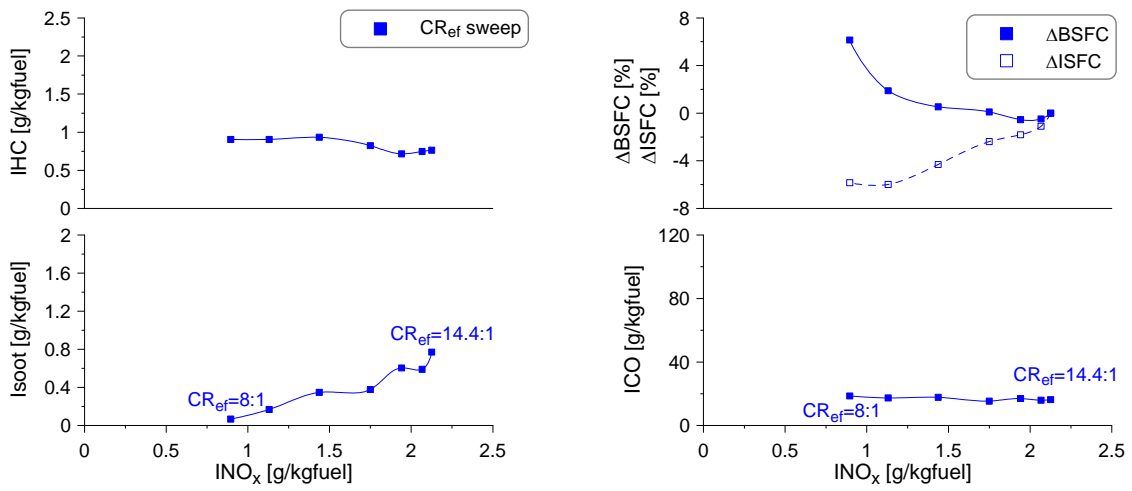 2.5
2
1.5
1
0.5
0
IHC [g/kgfuel]
CRef sweep
8
4
0
-4
-8
ΔBSFC [%]
ΔISFC [%]
ΔBSFC
ΔISFC
2
1.6
1.2
0.8
0.4
0
Isoot [g/kgfuel]
CRef=14.4:1
CRef=8:1
0 0.5 1 1.5 2 2.5
INOx [g/kgfuel]
120
80
40
0
ICO [g/kgfuel]
CRef=14.4:1
CRef=8:1
0 0.5 1 1.5 2 2.5
INOx [g/kgfuel]